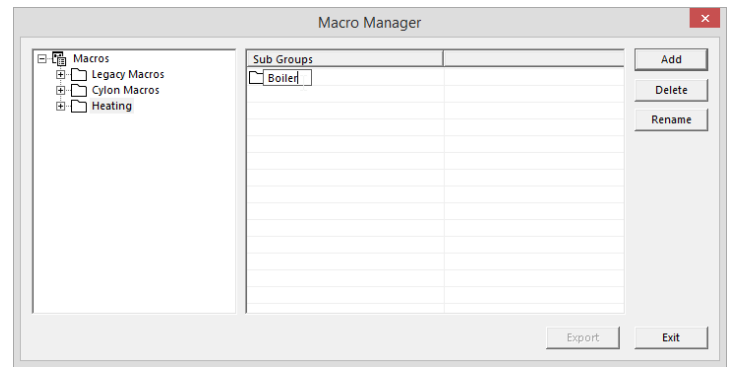 Macro Manager
Macros
Legacy Macros
Cylon Macros
Heating
Sub Groups
Boiler
Add
Delete
Rename
Export
Exit